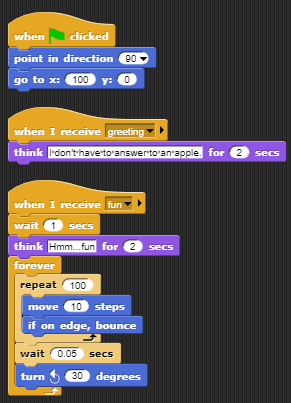 when clicked
point in direction 90
go to x: 100 y: 0
when I receive greeting
think I don't have to answer to an apple. for 2 secs
when I receive fun
wait 1 secs
think Hmm...fun for 2 secs
forever
repeat 100
move 10 steps
if on edge, bounce
wait 0.05 secs
turn 30 degrees